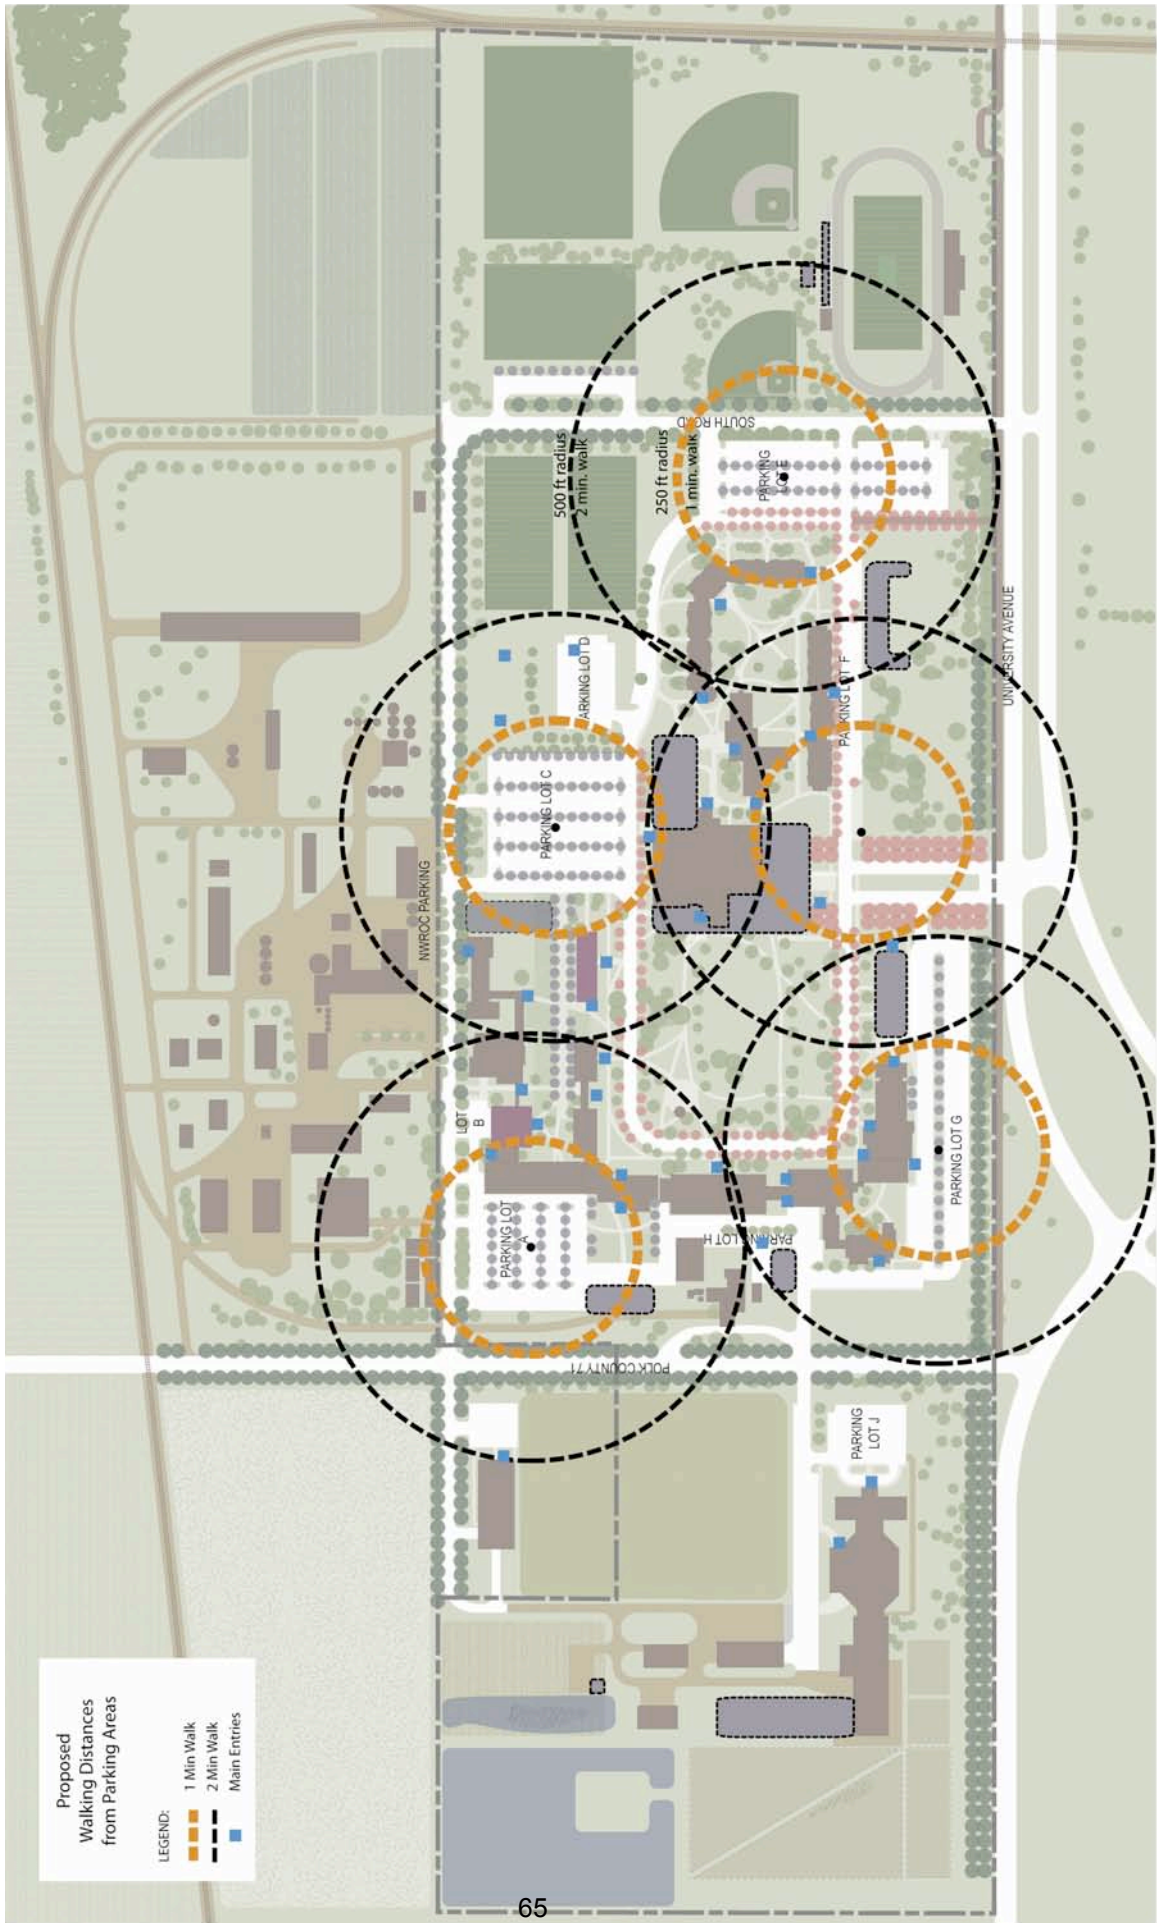 Proposed
Walking Distances
from Parking Areas
LEGEND:
1 Min Walk
2 Min Walk
Main Entries
NWROC PARKING
LOT
B
PARKING LOT
A
PARKING LOT C
ARKING LOT D
500 ft radius
2 min. walk
250 ft radius
1 min. walk
SOUTH ROAD
PARKING
LOT E
PARKING LOT F
UNIVERSITY AVENUE
PARKING LOT G
PARKING LOT H
POLK COUNTY 71
PARKING
LOT J
65